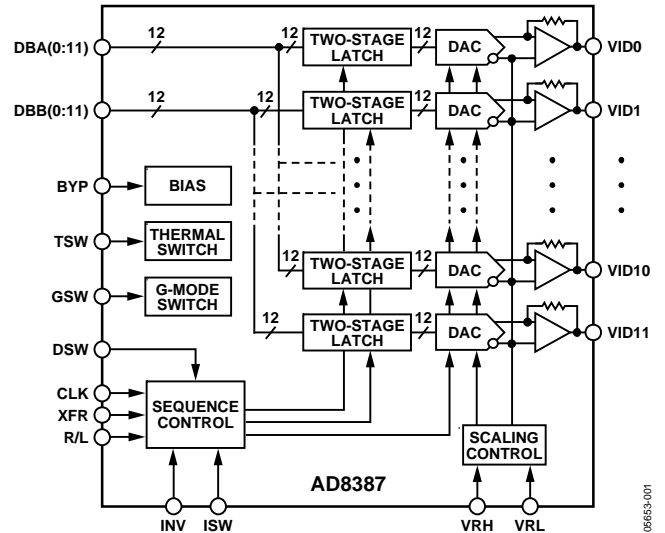 DBA(0:11)
12
12
TWO-STAGE
LATCH
12
DAC
VID0
DBB(0:11)
12
12
TWO-STAGE
LATCH
12
DAC
VID1
BYP
BIAS
TSW
THERMAL
SWITCH
GSW
G-MODE
SWITCH
12
TWO-STAGE
LATCH
12
DAC
VID10
12
TWO-STAGE
LATCH
12
DAC
VID11
DSW
CLK
XFR
R/L
SEQUENCE
CONTROL
SCALING
CONTROL
AD8387
INV
ISW
VRH
VRL
05653-001